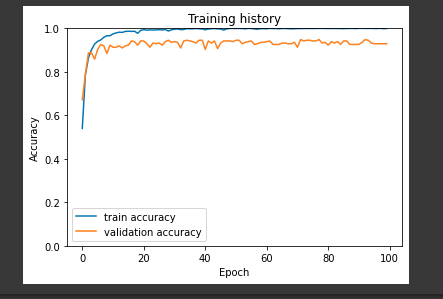 Training history
1.0
0.8
0.6
0.4
0.2
0.0
Accuracy
train accuracy
validation accuracy
0 20 40 60 80 100
Epoch